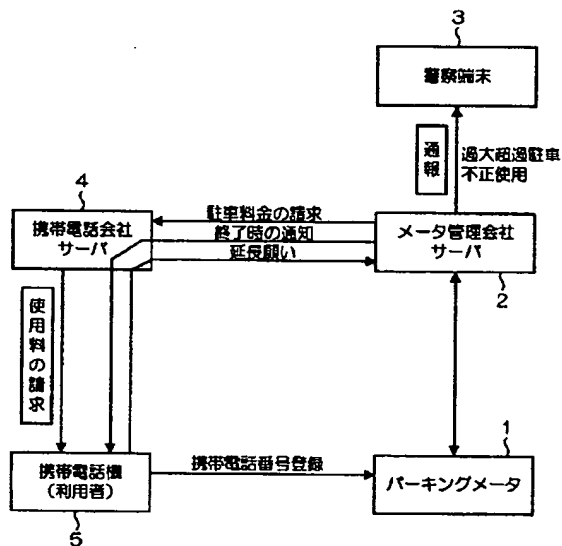 3
警察端末
通報
過大超過駐車
不正使用
4
携帯電話会社
サーバ
駐車料金の請求
終了時の通知
延長願い
メータ管理会社
サーバ
2
使用料の請求
携帯電話機
(利用者)
5
携帯電話番号登録
1
パーキングメータ